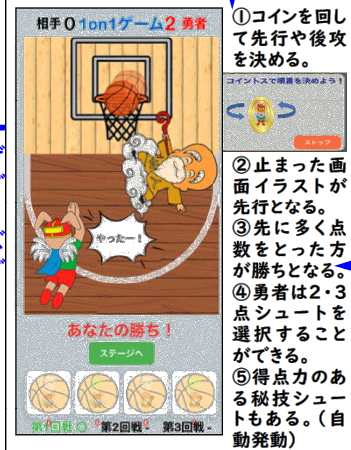 相手 0 1on1ゲーム2 勇者
やったー！
あなたの勝ち！
ステージへ
第1回戦 ○ 第2回戦 - 第3回戦 -
①コインを回し
て先行や後攻
を決める。
コイントスで順番を決めよう！
ストップ
②止まった画
面イラストが
先行となる。
③先に多く点
数をとった方
が勝ちとなる。
④勇者は2・3
点シュートを
選択すること
ができる。
⑤得点力のあ
る秘技シュー
トもある。（自
動発動）